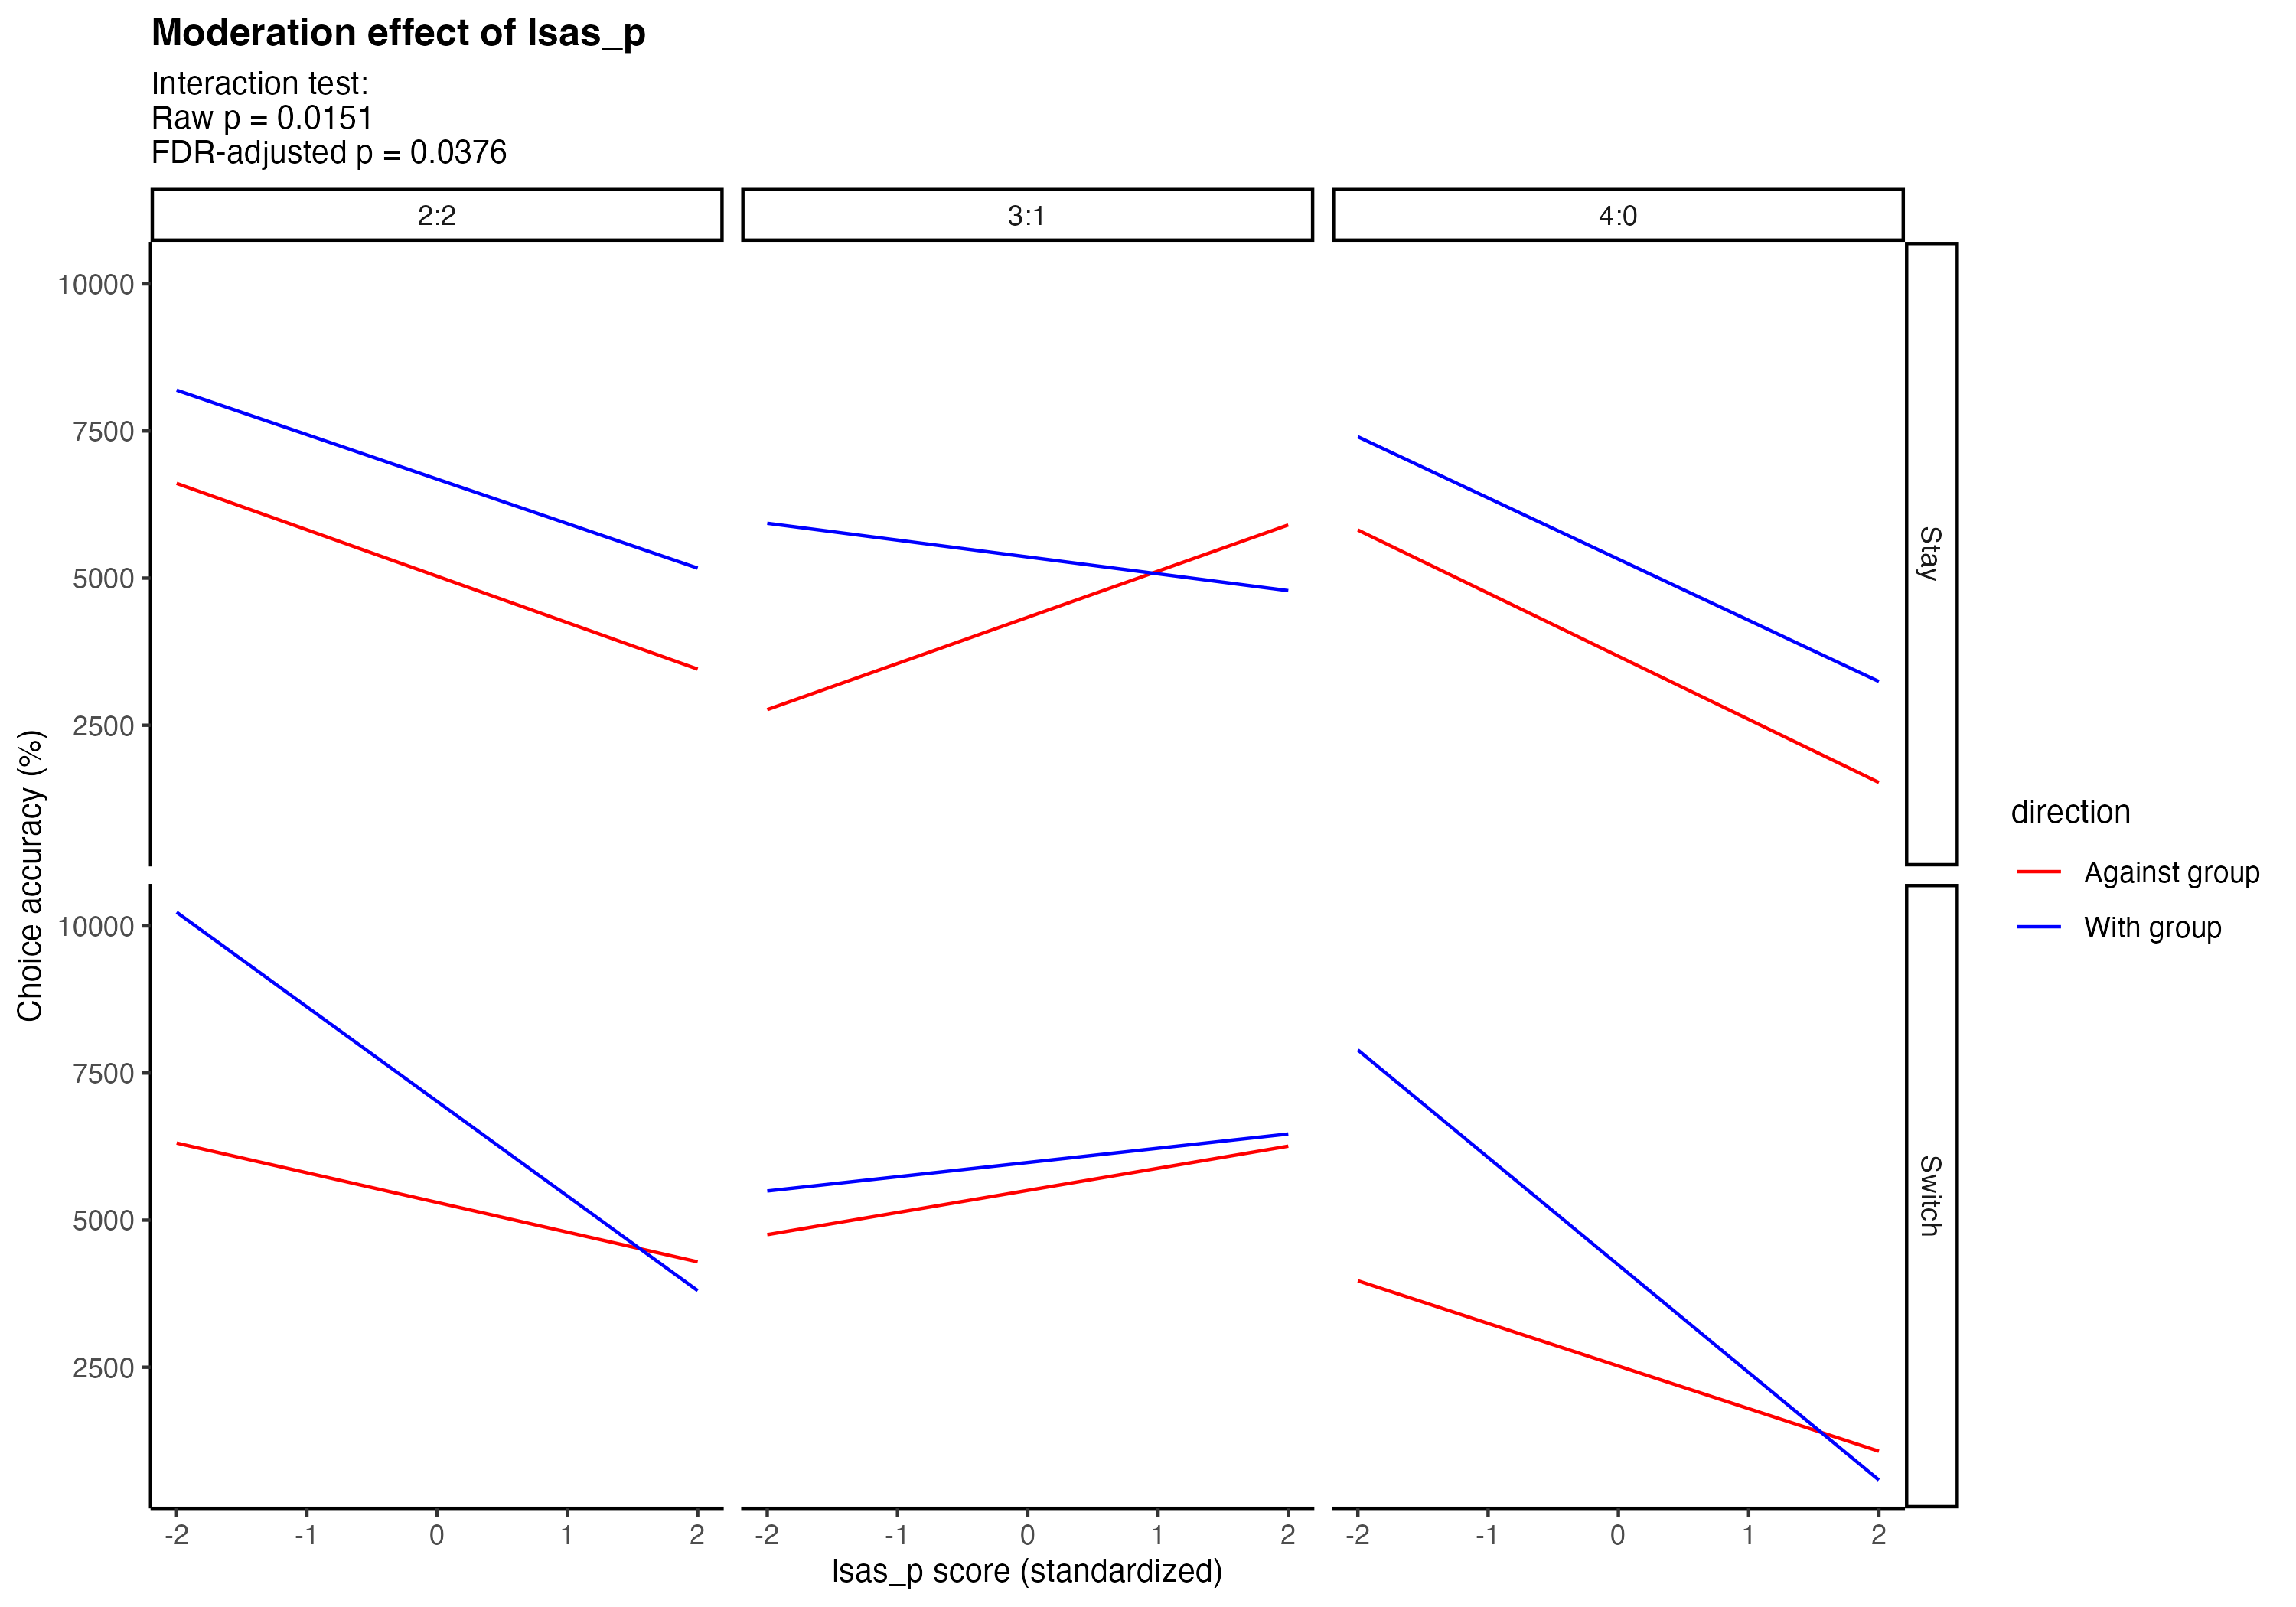 Moderation effect of lsas_p
Interaction test:
Raw p = 0.0151
FDR-adjusted p = 0.0376
2:2
3:1
4:0
10000
7500
5000
2500
Stay
10000
7500
5000
2500
Switch
Choice accuracy (%)
-2 -1 0 1 2
-2 -1 0 1 2
-2 -1 0 1 2
lsas_p score (standardized)
direction
Against group
With group